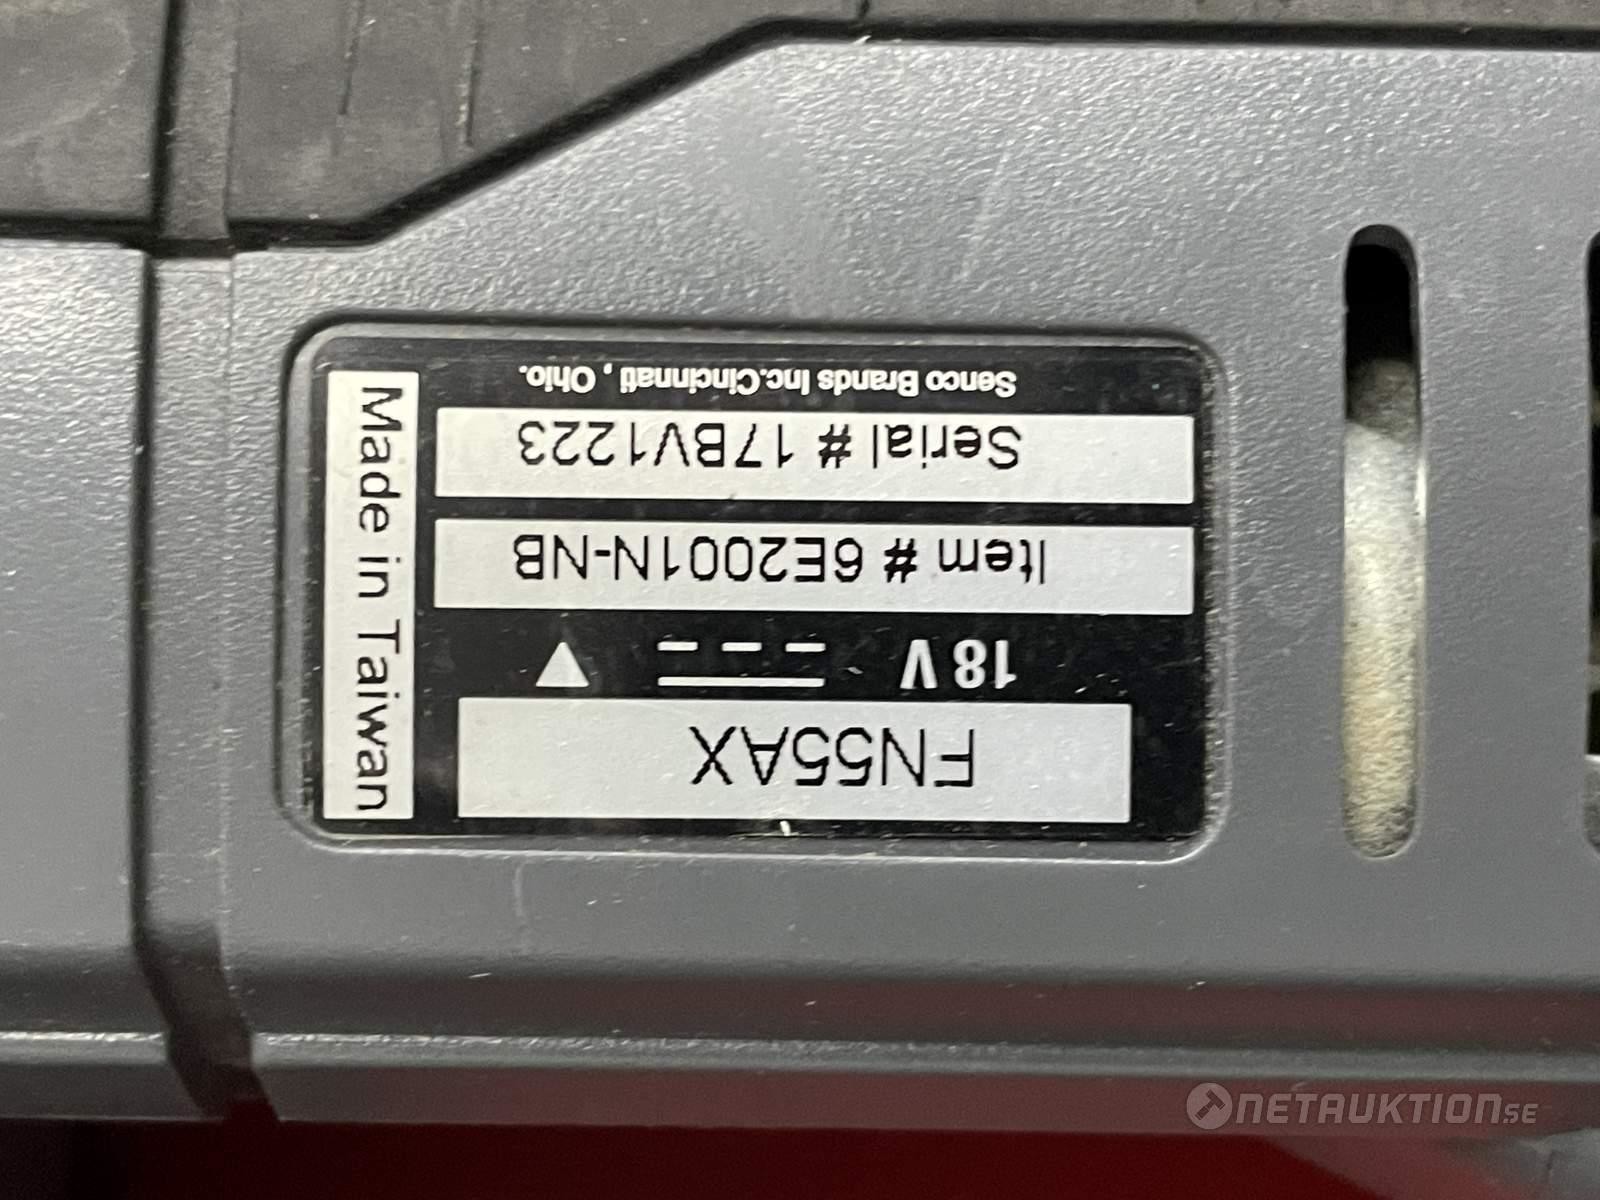 FN55AX
18 V
Item # 6E2001N-NB
Serial # 17BV1223
Senco Brands Inc.Cincinnati , Ohio.
Made in Taiwan
NETAUKTION.SE